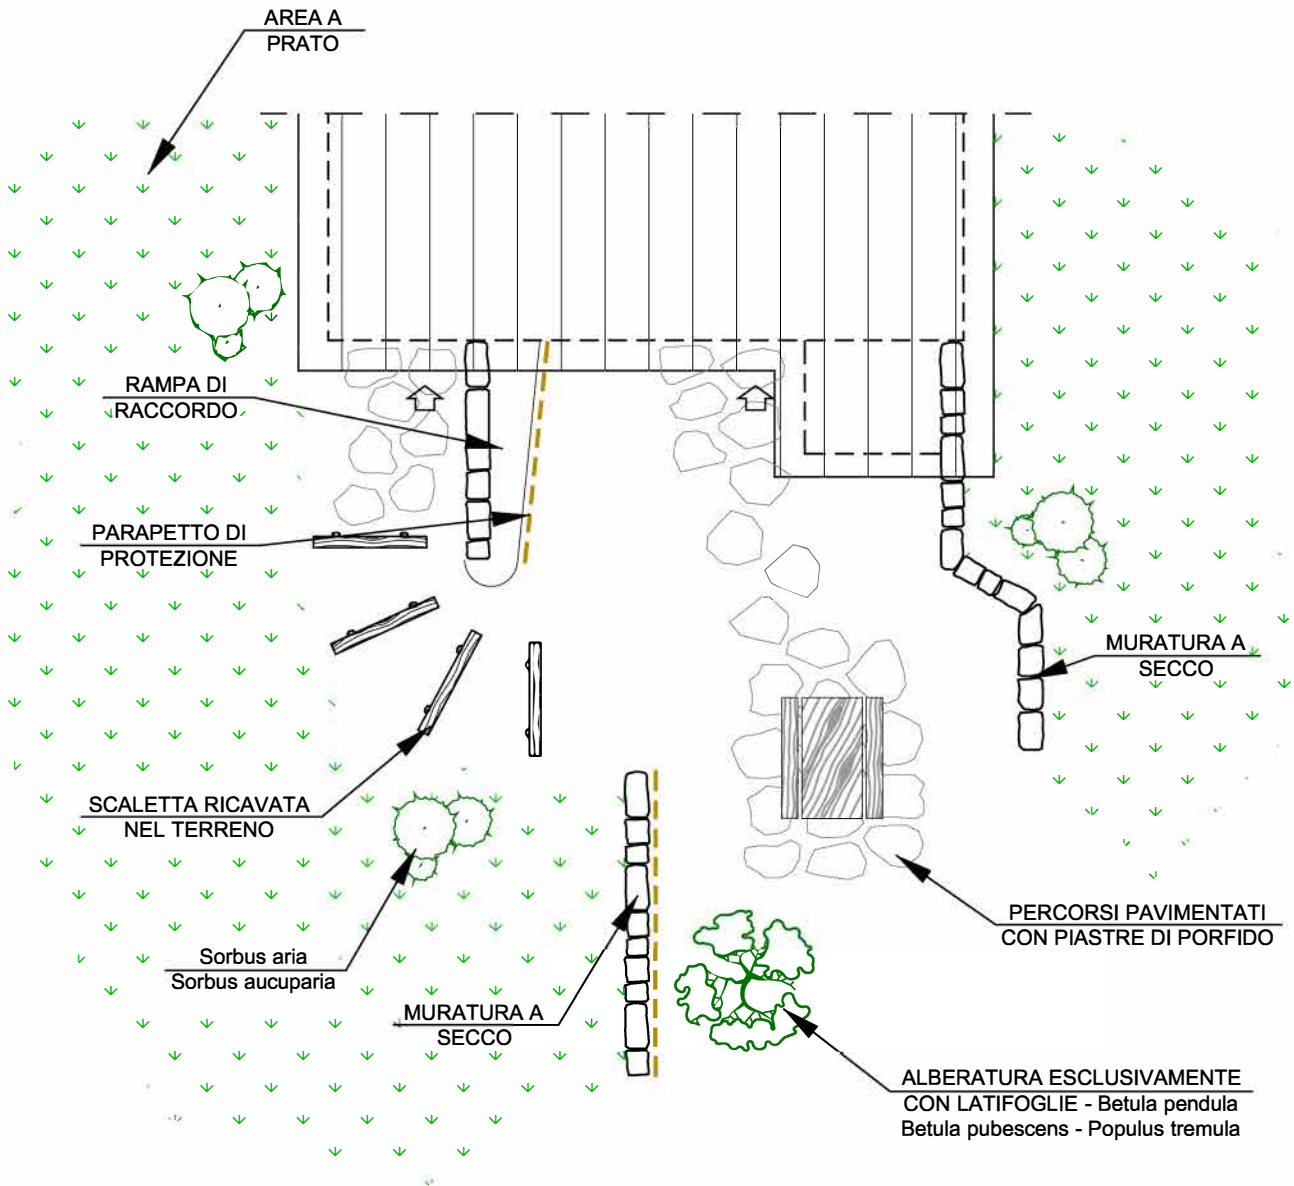 AREA A
PRATO
RAMPA DI
RACCORDO
PARAPETTO DI
PROTEZIONE
MURATURA A
SECCO
SCALETTA RICAVATA
NEL TERRENO
PERCORSI PAVIMENTATI
CON PIASTRE DI PORFIDO
Sorbus aria
Sorbus aucuparia
MURATURA A
SECCO
ALBERATURA ESCLUSIVAMENTE
CON LATIFOGLIE - Betula pendula
Betula pubescens - Populus tremula